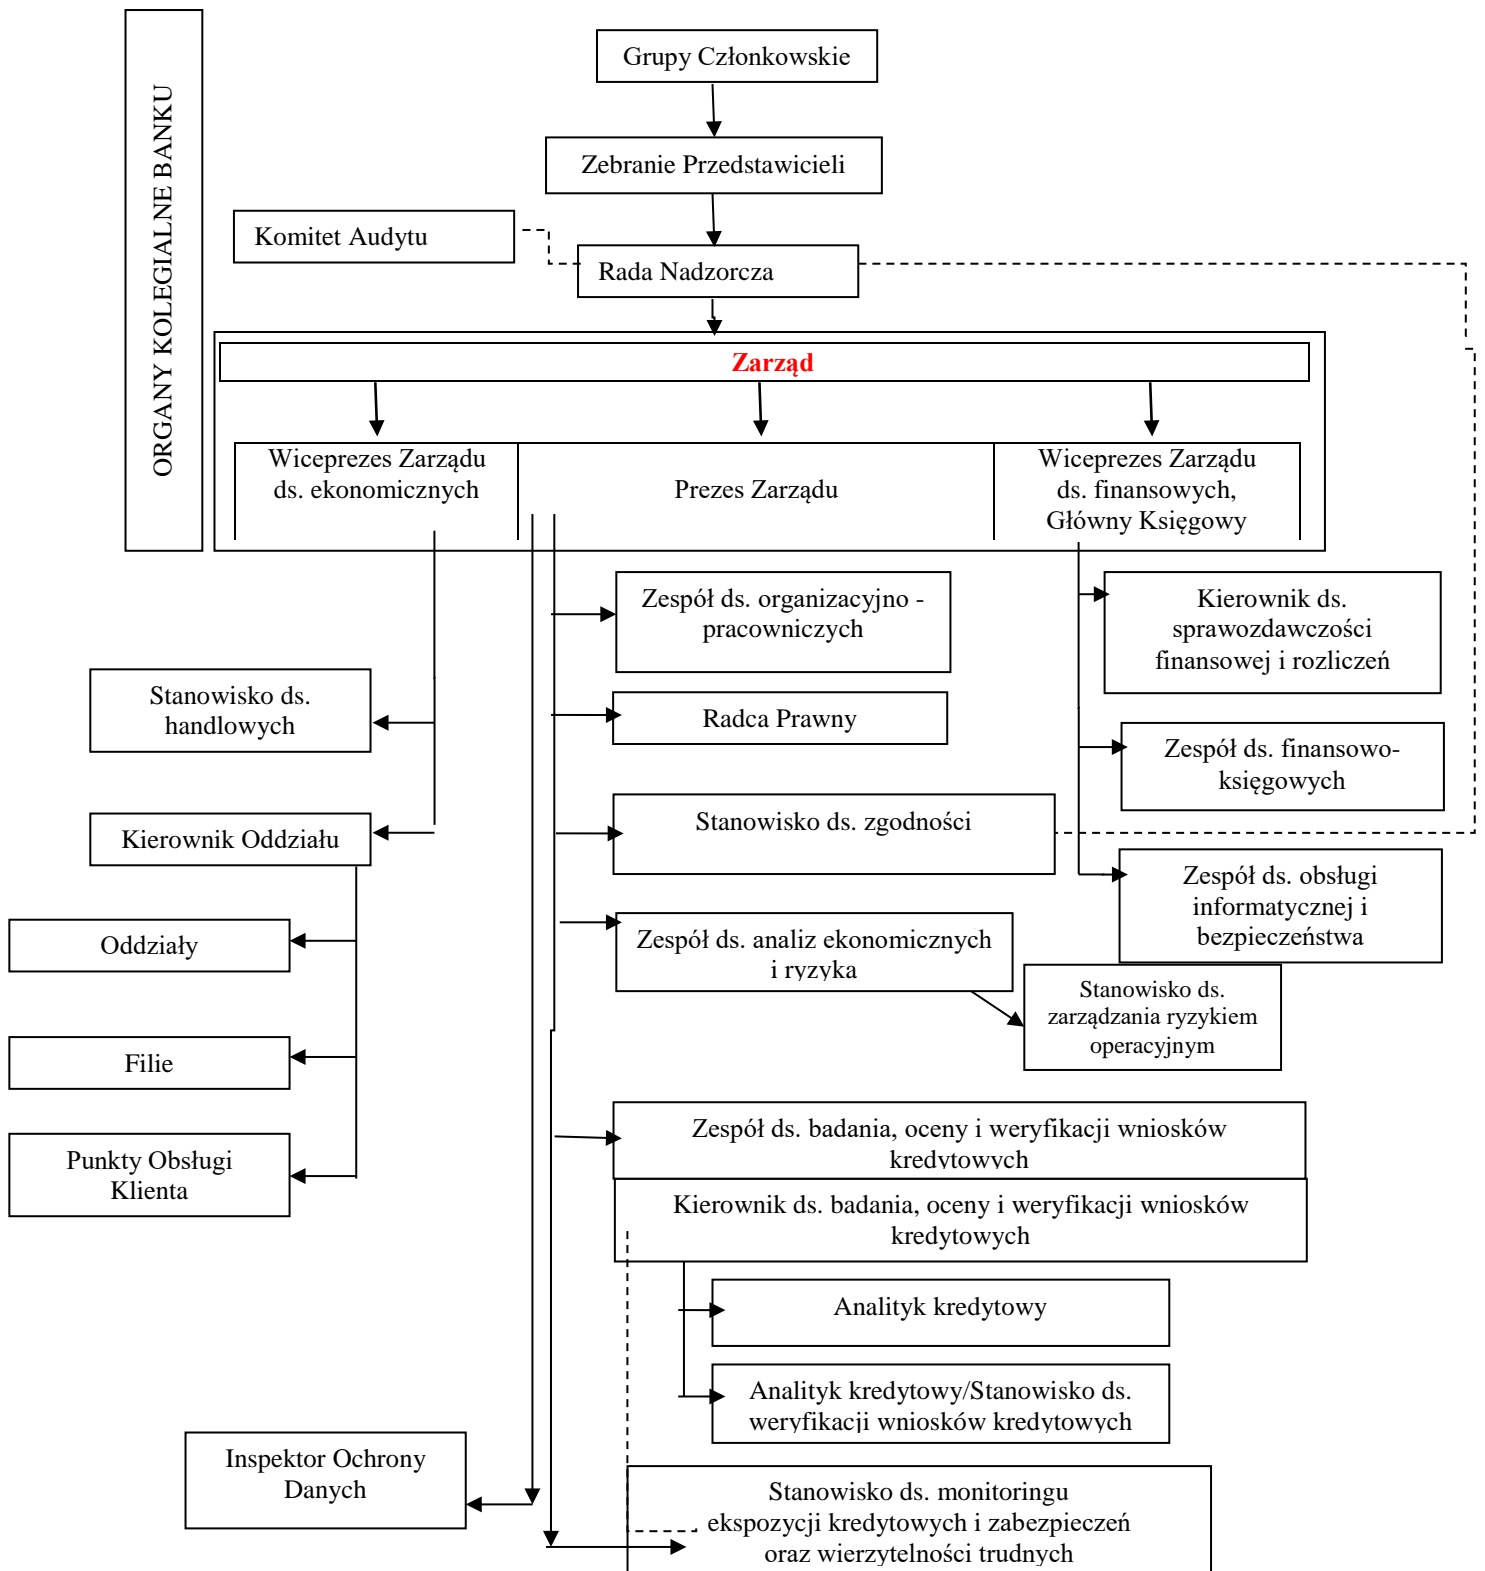 ORGANY KOLEGIALNE BANKU
Grupy Członkowskie
Zebranie Przedstawicieli
Komitet Audytu
Rada Nadzorcza
Zarząd
Wiceprezes Zarządu
ds. ekonomicznych
Prezes Zarządu
Wiceprezes Zarządu
ds. finansowych,
Główny Księgowy
Zespół ds. organizacyjno -
pracowniczych
Kierownik ds.
sprawozdawczości
finansowej i rozliczeń
Stanowisko ds.
handlowych
Radca Prawny
Zespół ds. finansowo-
księgowych
Kierownik Oddziału
Stanowisko ds. zgodności
Zespół ds. obsługi
informatycznej i
bezpieczeństwa
Oddziały
Zespół ds. analiz ekonomicznych
i ryzyka
Stanowisko ds.
zarządzania ryzykiem
operacyjnym
Filie
Punkty Obsługi
Klienta
Zespół ds. badania, oceny i weryfikacji wniosków
kredytowych
Kierownik ds. badania, oceny i weryfikacji wniosków
kredytowych
Analityk kredytowy
Analityk kredytowy/Stanowisko ds.
weryfikacji wniosków kredytowych
Inspektor Ochrony
Danych
Stanowisko ds. monitoringu
ekspozycji kredytowych i zabezpieczeń
oraz wierzytelności trudnych